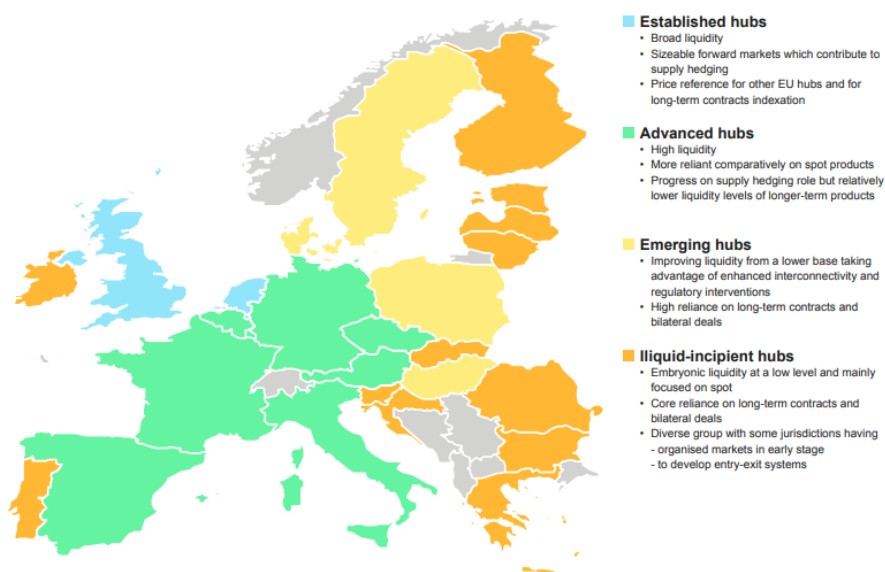 Established hubs
• Broad liquidity
• Sizeable forward markets which contribute to
supply hedging
• Price reference for other EU hubs and for
long-term contracts indexation
Advanced hubs
• High liquidity
• More reliant comparatively on spot products
• Progress on supply hedging role but relatively
lower liquidity levels of longer-term products
Emerging hubs
• Improving liquidity from a lower base taking
advantage of enhanced interconnectivity and
regulatory interventions
• High reliance on long-term contracts and
bilateral deals
Iliquid-incipient hubs
• Embryonic liquidity at a low level and mainly
focused on spot
• Core reliance on long-term contracts and
bilateral deals
• Diverse group with some jurisdictions having
- organised markets in early stage
- to develop entry-exit systems